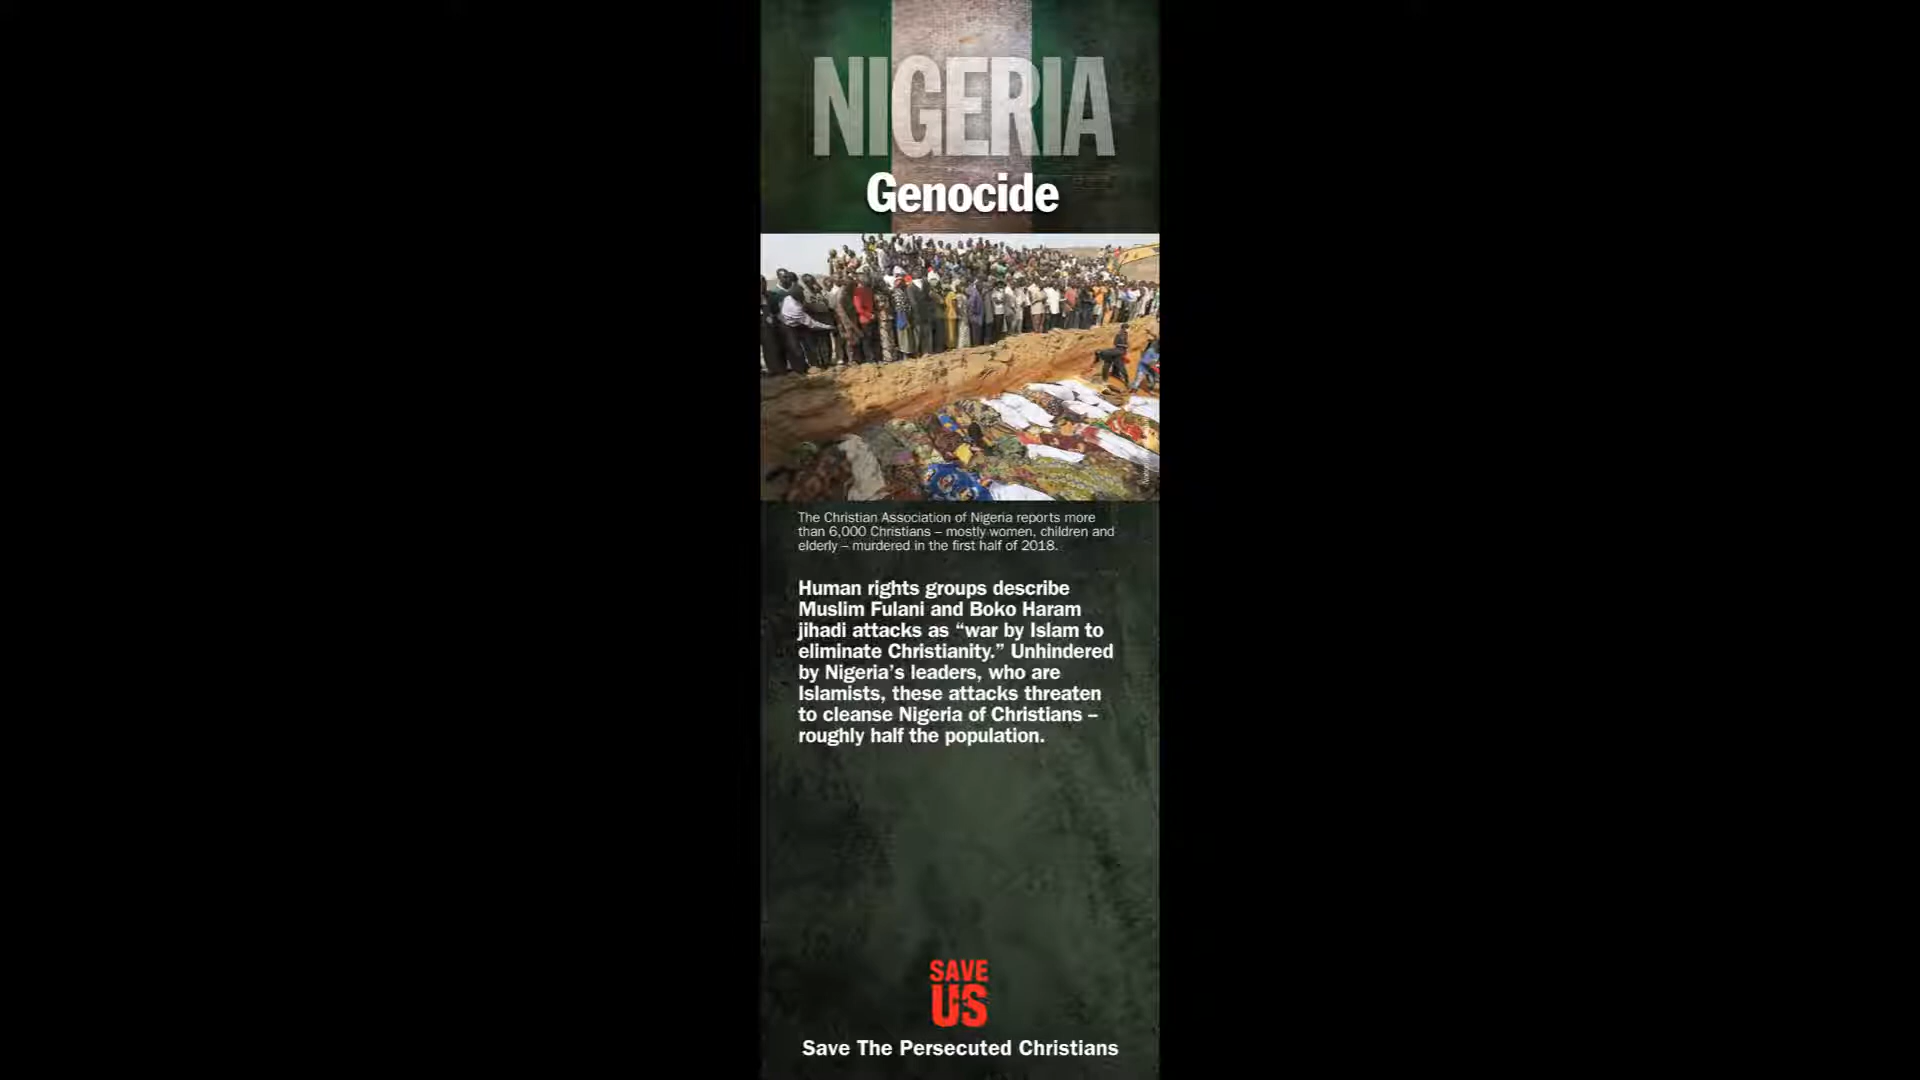 NIGERIA
Genocide
The Christian Association of Nigeria reports more
than 6,000 Christians – mostly women, children and
elderly – murdered in the first half of 2018.
Human rights groups describe
Muslim Fulani and Boko Haram
jihadi attacks as “war by Islam to
eliminate Christianity.” Unhindered
by Nigeria’s leaders, who are
Islamists, these attacks threaten
to cleanse Nigeria of Christians –
roughly half the population.
SAVE
US
Save The Persecuted Christians